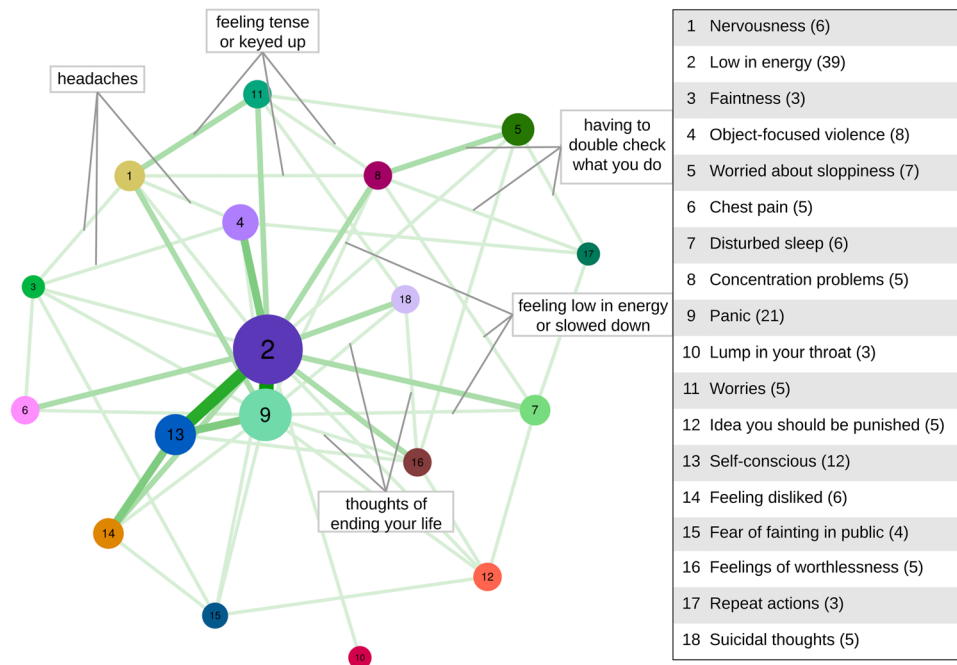 feeling tense
or keyed up
headaches
11
5
having to
double check
what you do
1
8
4
17
3
18
feeling low in energy
or slowed down
2
6
9
7
13
16
thoughts of
ending your life
14
12
15
10
1 Nervousness (6)
2 Low in energy (39)
3 Faintness (3)
4 Object-focused violence (8)
5 Worried about sloppiness (7)
6 Chest pain (5)
7 Disturbed sleep (6)
8 Concentration problems (5)
9 Panic (21)
10 Lump in your throat (3)
11 Worries (5)
12 Idea you should be punished (5)
13 Self-conscious (12)
14 Feeling disliked (6)
15 Fear of fainting in public (4)
16 Feelings of worthlessness (5)
17 Repeat actions (3)
18 Suicidal thoughts (5)